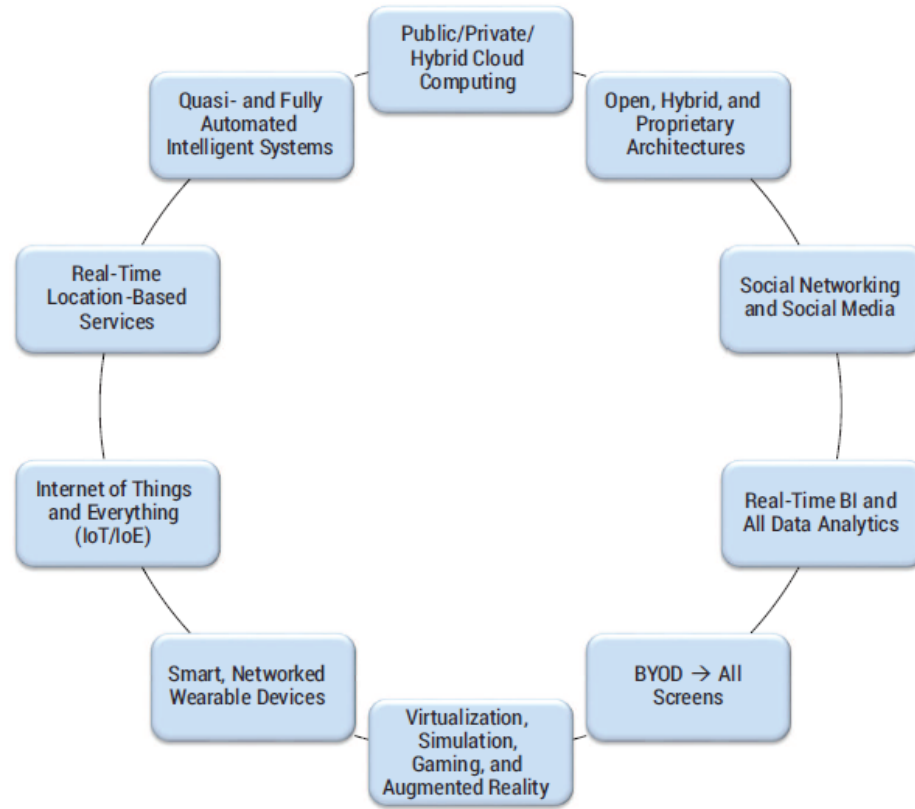 Public/Private/
Hybrid Cloud
Computing
Open, Hybrid, and
Proprietary
Architectures
Social Networking
and Social Media
Real-Time BI and
All Data Analytics
BYOD → All
Screens
Virtualization,
Simulation,
Gaming, and
Augmented Reality
Smart, Networked
Wearable Devices
Internet of Things
and Everything
(IoT/IoE)
Real-Time
Location-Based
Services
Quasi- and Fully
Automated
Intelligent Systems